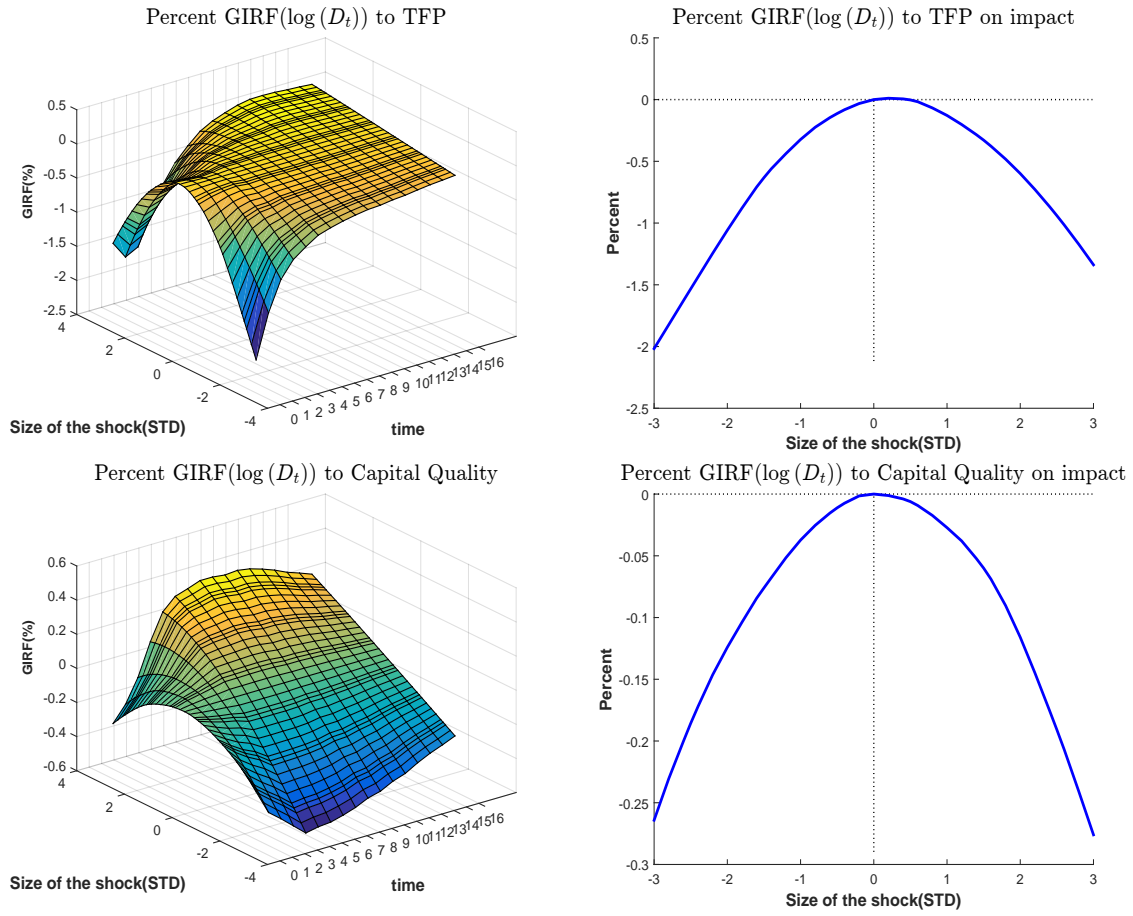 Percent GIRF(log (D_t)) to TFP
0.5
0
-0.5
-1
-1.5
-2
-2.5
GIRF(%)
4
2
0
-2
-4
0 1 2 3 4 5 6 7 8 9 10 11 12 13 14 15 16
Size of the shock(STD)
time
Percent GIRF(log (D_t)) to TFP on impact
0.5
0
-0.5
-1
-1.5
-2
-2.5
Percent
-3 -2 -1 0 1 2 3
Size of the shock(STD)
Percent GIRF(log (D_t)) to Capital Quality
0.6
0.4
0.2
0
-0.2
-0.4
-0.6
GIRF(%)
4
2
0
-2
-4
0 1 2 3 4 5 6 7 8 9 10 11 12 13 14 15 16
Size of the shock(STD)
time
Percent GIRF(log (D_t)) to Capital Quality on impact
0
-0.05
-0.1
-0.15
-0.2
-0.25
-0.3
Percent
-3 -2 -1 0 1 2 3
Size of the shock(STD)